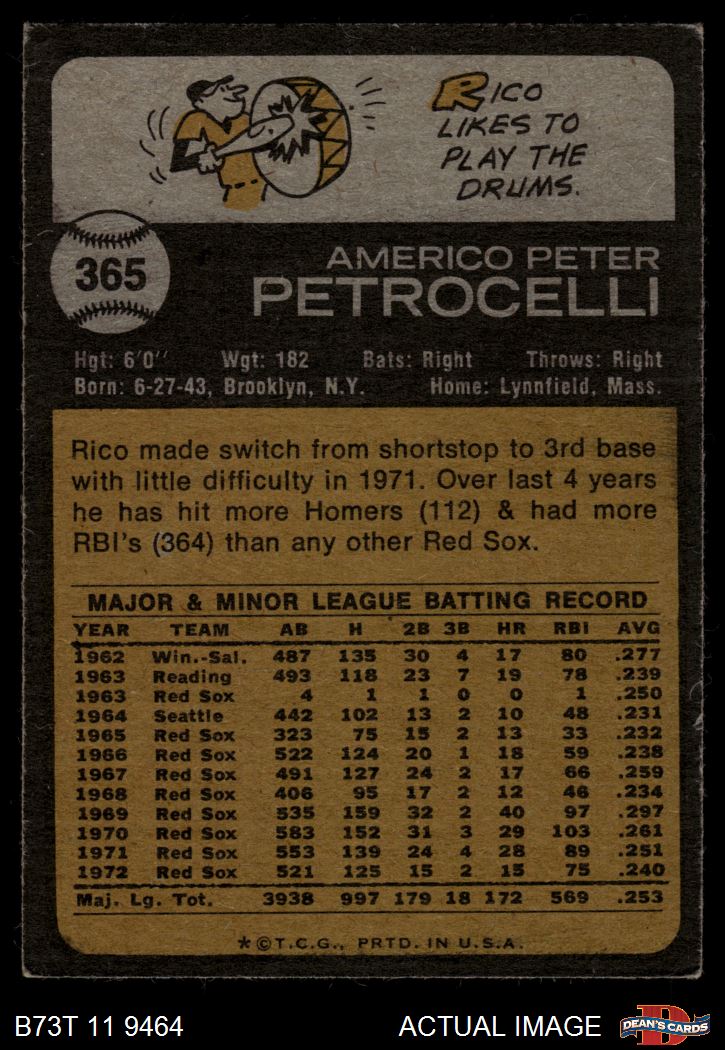 RICO
LIKES TO
PLAY THE
DRUMS.
365
AMERICO PETER
PETROCELLI
Hgt: 6'0" Wgt: 182 Bats: Right Throws: Right
Born: 6-27-43, Brooklyn, N.Y. Home: Lynnfield, Mass.
Rico made switch from shortstop to 3rd base
with little difficulty in 1971. Over last 4 years
he has hit more Homers (112) & had more
RBI's (364) than any other Red Sox.
MAJOR & MINOR LEAGUE BATTING RECORD
YEAR TEAM AB H 2B 3B HR RBI AVG
1962 Win.-Sal. 487 135 30 4 17 80 .277
1963 Reading 493 118 23 7 19 78 .239
1963 Red Sox 4 1 1 0 0 1 .250
1964 Seattle 442 102 13 2 10 48 .231
1965 Red Sox 323 75 15 2 13 33 .232
1966 Red Sox 522 124 20 1 18 59 .238
1967 Red Sox 491 127 24 2 17 66 .259
1968 Red Sox 406 95 17 2 12 46 .234
1969 Red Sox 535 159 32 2 40 97 .297
1970 Red Sox 583 152 31 3 29 103 .261
1971 Red Sox 553 139 24 4 28 89 .251
1972 Red Sox 521 125 15 2 15 75 .240
Maj. Lg. Tot. 3938 997 179 18 172 569 .253
*©T.C.G., PRTD. IN U.S.A.
B73T 11 9464 ACTUAL IMAGE
D
DEAN'S CARDS